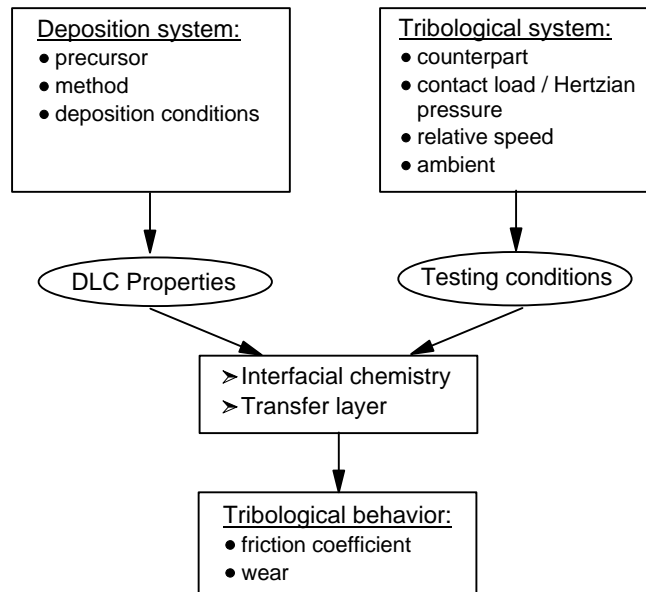 Deposition system:
● precursor
● method
● deposition conditions
Tribological system:
● counterpart
● contact load / Hertzian
pressure
● relative speed
● ambient
DLC Properties
Testing conditions
➢ Interfacial chemistry
➢ Transfer layer
Tribological behavior:
● friction coefficient
● wear